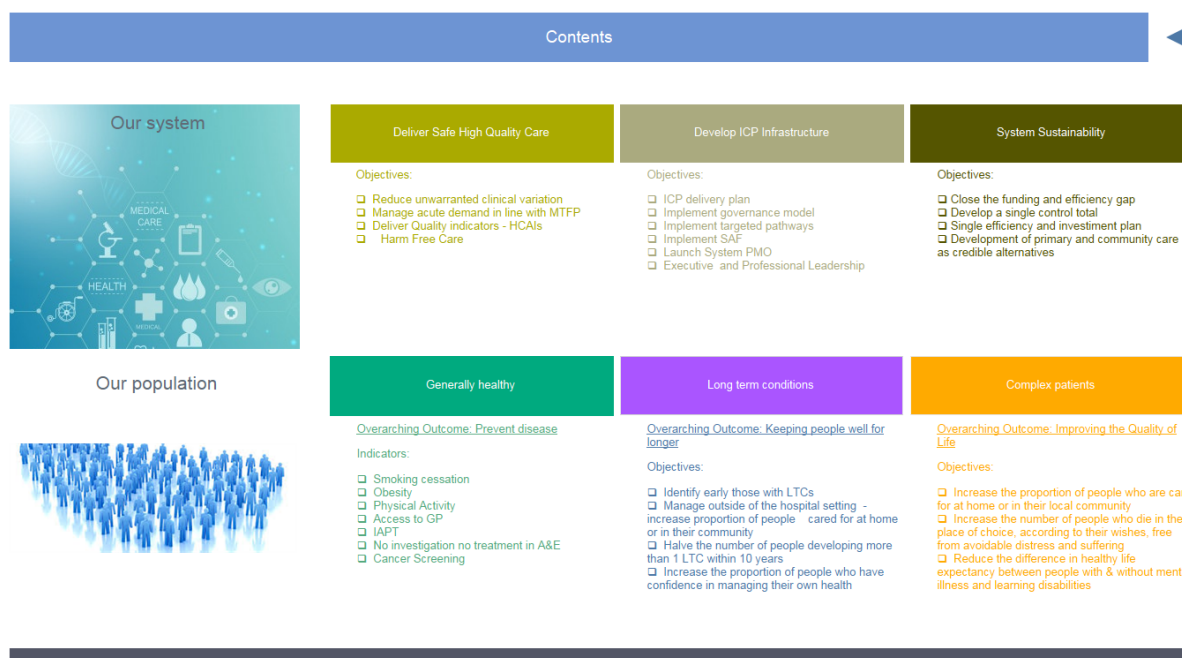 Contents
Our system
MEDICAL
CARE
HEALTH
MEDICAL
Deliver Safe High Quality Care
Objectives:
❑ Reduce unwarranted clinical variation
❑ Manage acute demand in line with MTFP
❑ Deliver Quality indicators - HCAIs
❑ Harm Free Care
Develop ICP Infrastructure
Objectives:
❑ ICP delivery plan
❑ Implement governance model
❑ Implement targeted pathways
❑ Implement SAF
❑ Launch System PMO
❑ Executive and Professional Leadership
System Sustainability
Objectives:
❑ Close the funding and efficiency gap
❑ Develop a single control total
❑ Single efficiency and investiment plan
❑ Development of primary and community care
as credible alternatives
Our population
Generally healthy
Overarching Outcome: Prevent disease
Indicators:
❑ Smoking cessation
❑ Obesity
❑ Physical Activity
❑ Access to GP
❑ IAPT
❑ No investigation no treatment in A&E
❑ Cancer Screening
Long term conditions
Overarching Outcome: Keeping people well for
longer
Objectives:
❑ Identify early those with LTCs
❑ Manage outside of the hospital setting -
increase proportion of people cared for at home
or in their community
❑ Halve the number of people developing more
than 1 LTC within 10 years
❑ Increase the proportion of people who have
confidence in managing their own health
Complex patients
Overarching Outcome: Improving the Quality of
Life
Objectives:
❑ Increase the proportion of people who are ca
for at home or in their local community
❑ Increase the number of people who die in the
place of choice, according to their wishes, free
from avoidable distress and suffering
❑ Reduce the difference in healthy life
expectancy between people with & without ment
illness and learning disabilities